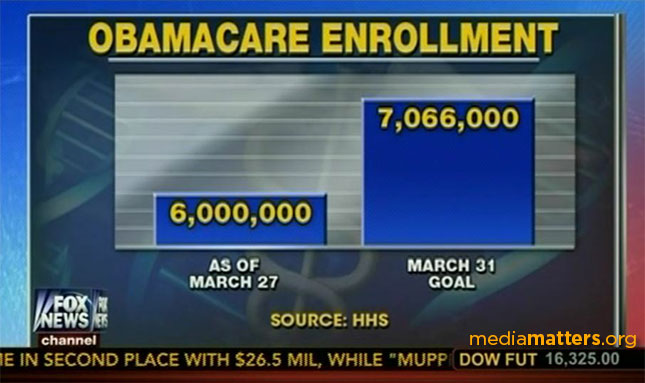 OBAMACARE ENROLLMENT
7,066,000
6,000,000
AS OF
MARCH 27
MARCH 31
GOAL
SOURCE: HHS
FOX
NEWS
channel
mediamatters.org
E IN SECOND PLACE WITH $26.5 MIL, WHILE "MUPP
DOW FUT 16,325.00